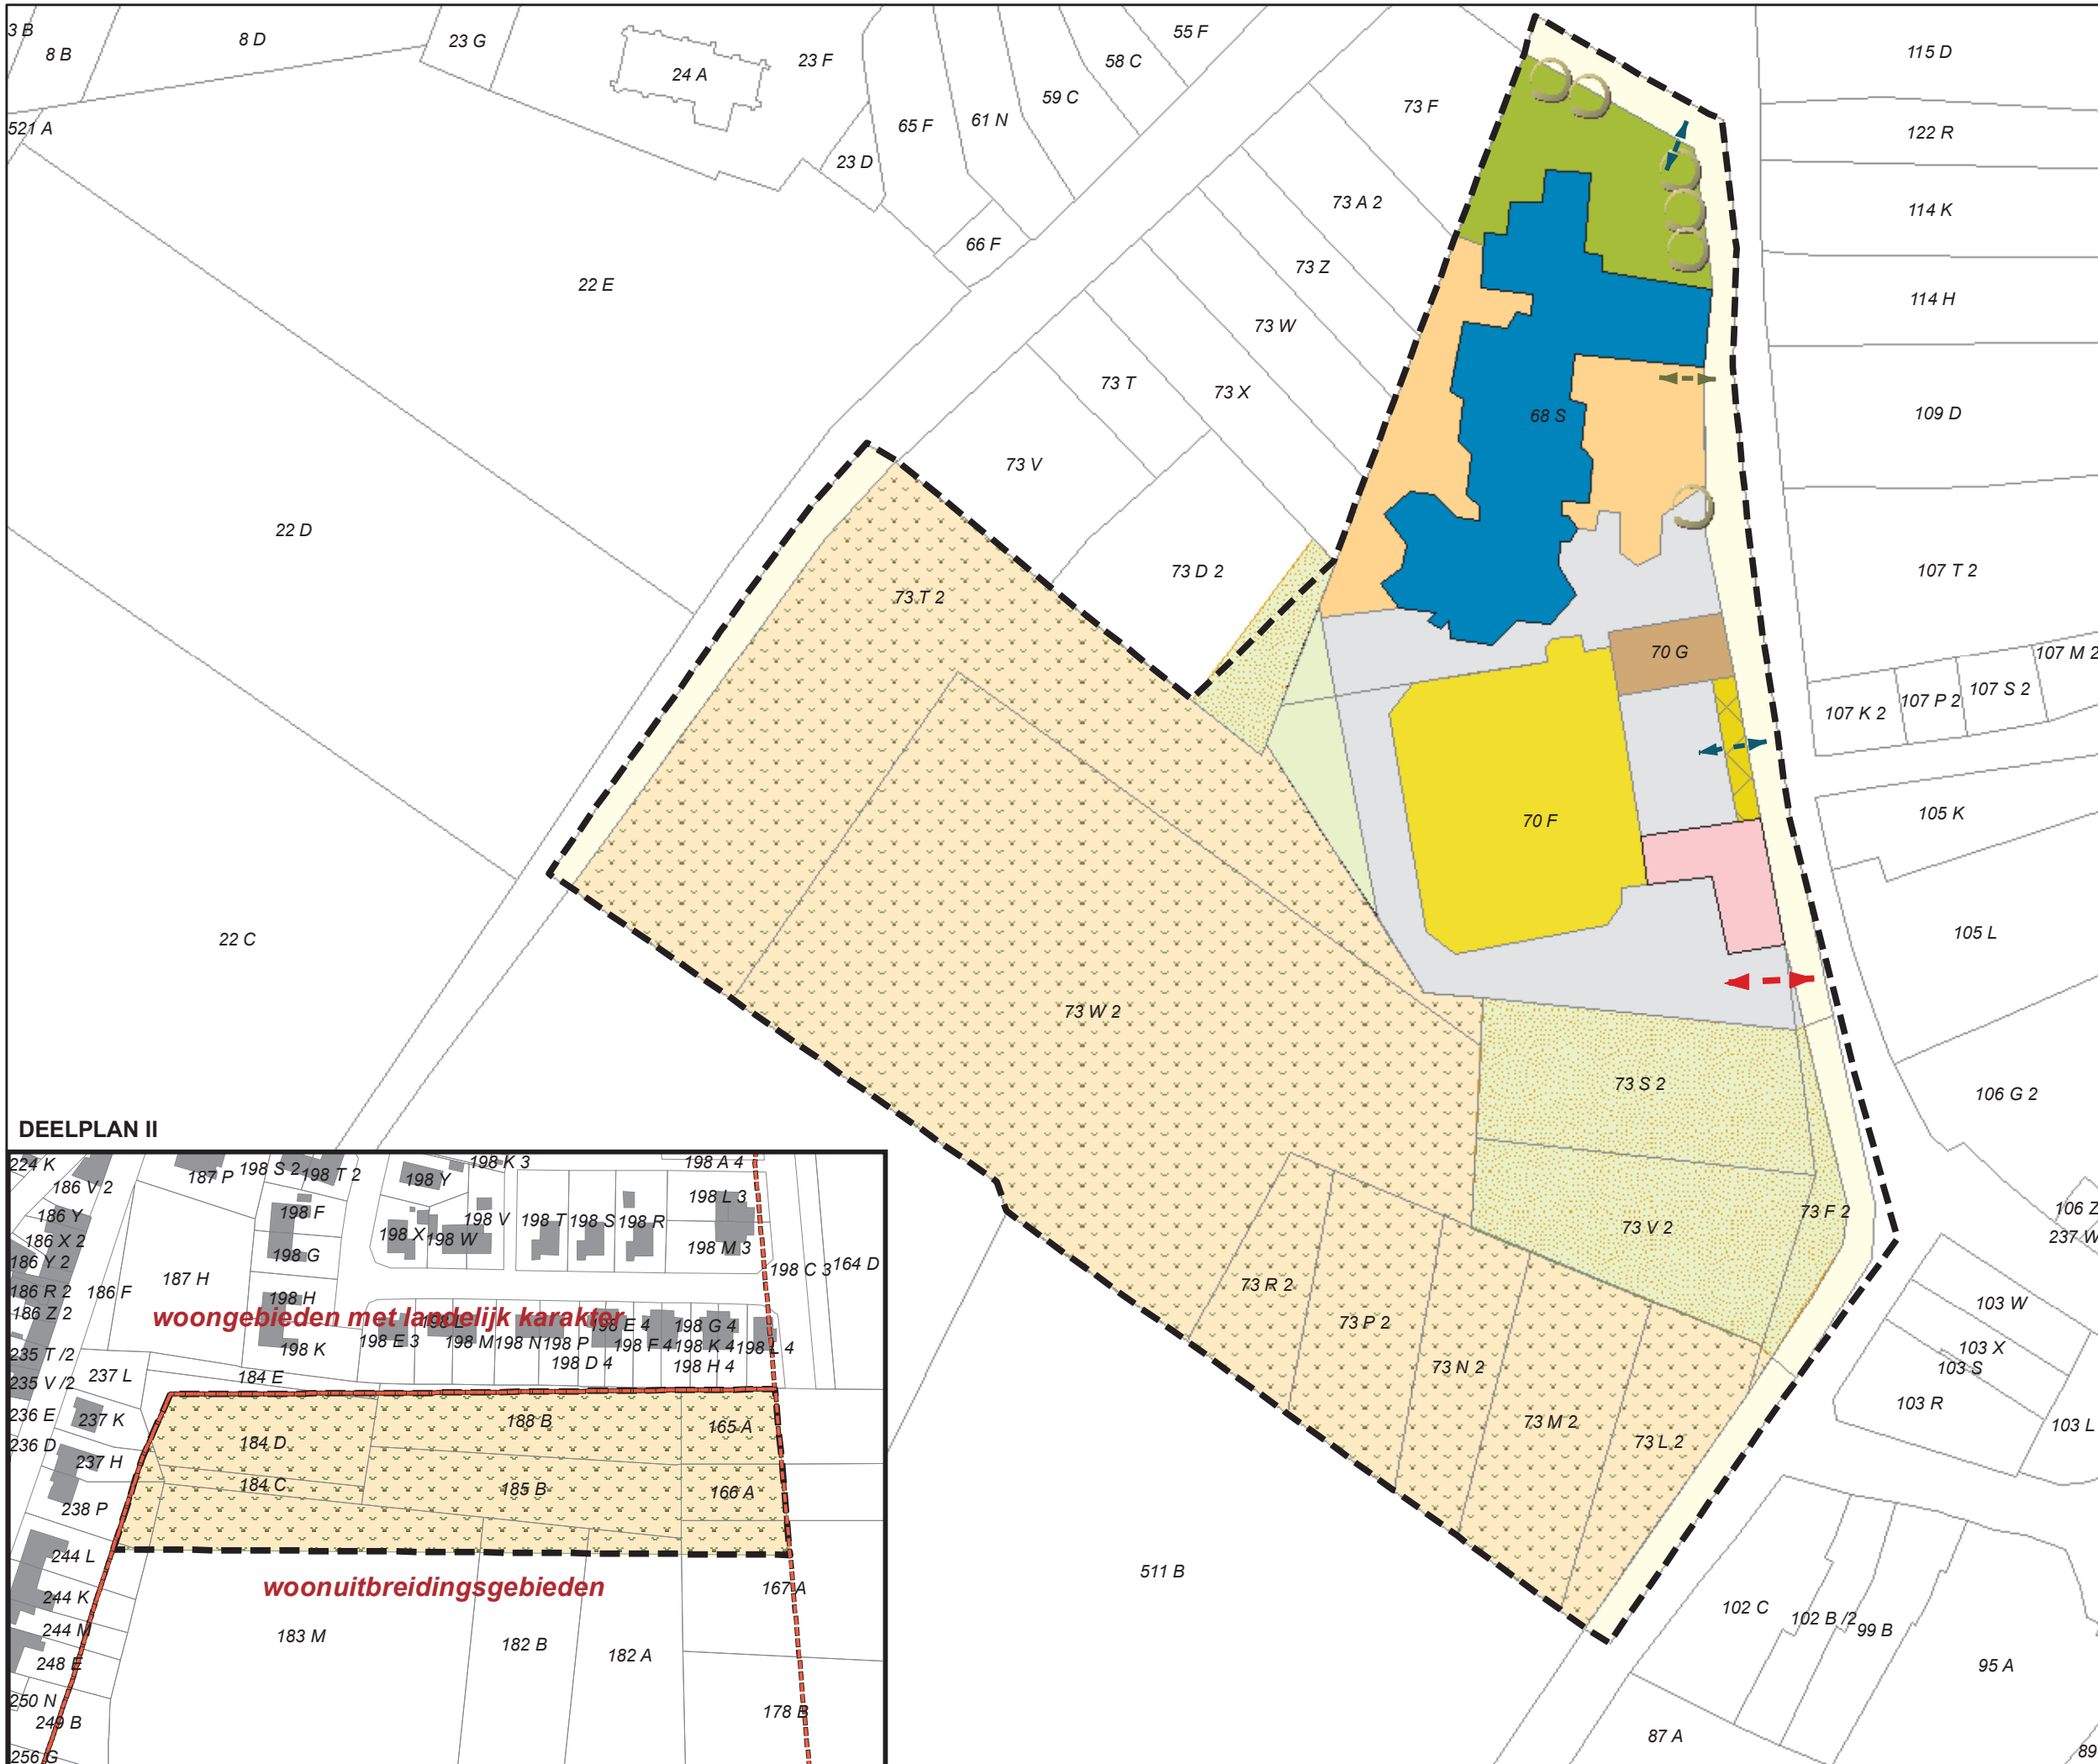 3 B
8 B
8 D
23 G
24 A
23 F
55 F
58 C
59 C
61 N
65 F
23 D
521 A
66 F
22 E
22 D
22 C
73 F
73 A 2
73 Z
73 W
73 X
73 T
73 V
73 D 2
73 T 2
73 W 2
68 S
70 G
70 F
73 S 2
73 V 2
73 F 2
73 R 2
73 P 2
73 N 2
73 M 2
73 L 2
511 B
115 D
122 R
114 K
114 H
109 D
107 T 2
107 M 2
107 S 2
107 P 2
107 K 2
105 K
105 L
106 G 2
106 Z
237 W
103 W
103 X
103 S
103 R
103 L
102 C
102 B /2
99 B
95 A
87 A
89
DEELPLAN II
224 K
186 V 2
187 P
198 S 2
198 T 2
198 Y
198 K 3
198 A 4
186 Y
186 X 2
186 Y 2
186 R 2
186 Z 2
186 F
187 H
198 F
198 G
198 H
198 K
198 X
198 W
198 V
198 T
198 S
198 R
198 L 3
198 M 3
198 C 3
164 D
woongebieden met landelijk karakter
198 E 3
198 L
198 M
198 N
198 P
198 D 4
198 E 4
198 F 4
198 G 4
198 K 4
198 H 4
198 L 4
235 T /2
235 V /2
237 L
184 E
236 E
237 K
236 D
237 H
238 P
184 D
188 B
165 A
184 C
185 B
166 A
244 L
woonuitbreidingsgebieden
167 A
244 K
244 M
183 M
182 B
182 A
248 E
250 N
249 B
178 B
256 G